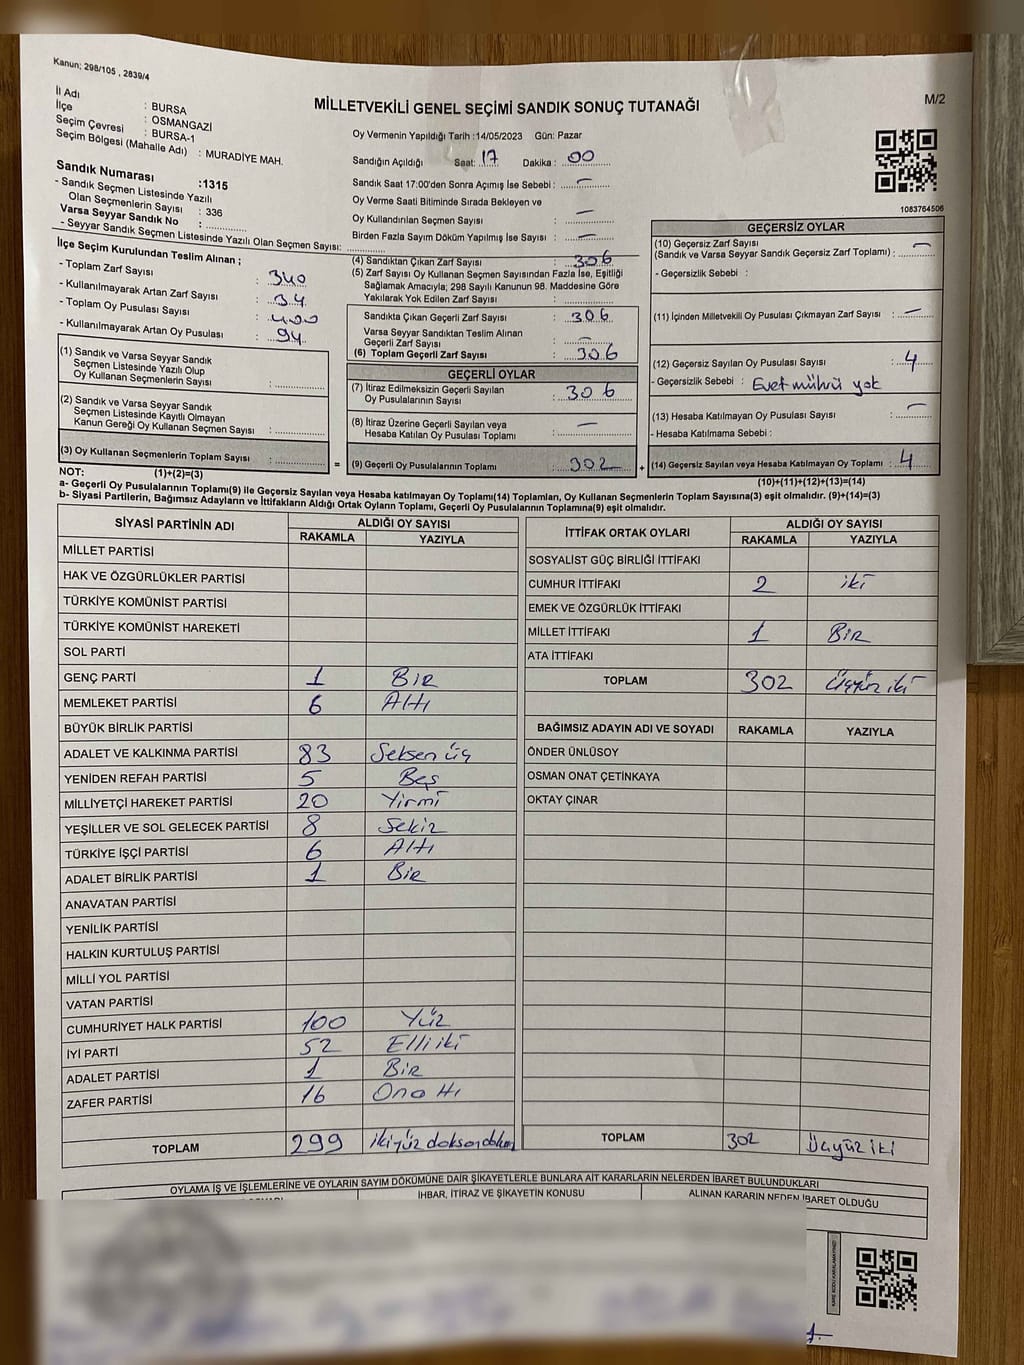 Kanun; 298/105 , 2839/4
İl Adı : BURSA
İlçe : OSMANGAZİ
Seçim Çevresi : BURSA-1
Seçim Bölgesi (Mahalle Adı) : MURADİYE MAH.
Sandık Numarası :1315
- Sandık Seçmen Listesinde Yazılı
Olan Seçmenlerin Sayısı : 336
Varsa Seyyar Sandık No :
- Seyyar Sandık Seçmen Listesinde Yazılı Olan Seçmen Sayısı:
MİLLETVEKİLİ GENEL SEÇİMİ SANDIK SONUÇ TUTANAĞI
M/2
Oy Vermenin Yapıldığı Tarih :14/05/2023 Gün: Pazar
Sandığın Açıldığı Saat: 17 Dakika : 00
Sandık Saat 17:00'den Sonra Açımış İse Sebebi : —
Oy Verme Saati Bitiminde Sırada Bekleyen ve
Oy Kullandırılan Seçmen Sayısı : —
Birden Fazla Sayım Döküm Yapılmış İse Sayısı : —
1083764506
İlçe Seçim Kurulundan Teslim Alınan ;
- Toplam Zarf Sayısı : 340
- Kullanılmayarak Artan Zarf Sayısı : 34
- Toplam Oy Pusulası Sayısı : 400
- Kullanılmayarak Artan Oy Pusulası : 94
(1) Sandık ve Varsa Seyyar Sandık
Seçmen Listesinde Yazılı Olup
Oy Kullanan Seçmenlerin Sayısı :
(2) Sandık ve Varsa Seyyar Sandık
Seçmen Listesinde Kayıtlı Olmayan
Kanun Gereği Oy Kullanan Seçmen Sayısı :
(3) Oy Kullanan Seçmenlerin Toplam Sayısı :
(4) Sandıktan Çıkan Zarf Sayısı : 306
(5) Zarf Sayısı Oy Kullanan Seçmen Sayısından Fazla İse, Eşitliği
Sağlamak Amacıyla; 298 Sayılı Kanunun 98. Maddesine Göre
Yakılarak Yok Edilen Zarf Sayısı :
Sandıkta Çıkan Geçerli Zarf Sayısı : 306
Varsa Seyyar Sandıktan Teslim Alınan
Geçerli Zarf Sayısı : —
(6) Toplam Geçerli Zarf Sayısı : 306
GEÇERLİ OYLAR
(7) İtiraz Edilmeksizin Geçerli Sayılan
Oy Pusulalarının Sayısı : 306
(8) İtiraz Üzerine Geçerli Sayılan veya
Hesaba Katılan Oy Pusulası Toplamı : —
= (9) Geçerli Oy Pusulalarının Toplamı : 302 +
GEÇERSİZ OYLAR
(10) Geçersiz Zarf Sayısı
(Sandık ve Varsa Seyyar Sandık Geçersiz Zarf Toplamı) : —
- Geçersizlik Sebebi :
(11) İçinden Milletvekili Oy Pusulası Çıkmayan Zarf Sayısı : —
(12) Geçersiz Sayılan Oy Pusulası Sayısı : 4
- Geçersizlik Sebebi : Evet mührü yok
(13) Hesaba Katılmayan Oy Pusulası Sayısı : —
- Hesaba Katılmama Sebebi :
(14) Geçersiz Sayılan veya Hesaba Katılmayan Oy Toplamı : 4
NOT: (1)+(2)=(3)
(10)+(11)+(12)+(13)=(14)
a- Geçerli Oy Pusulalarının Toplamı(9) ile Geçersiz Sayılan veya Hesaba katılmayan Oy Toplamı(14) Toplamları, Oy Kullanan Seçmenlerin Toplam Sayısına(3) eşit olmalıdır. (9)+(14)=(3)
b- Siyasi Partilerin, Bağımsız Adayların ve İttifakların Aldığı Ortak Oyların Toplamı, Geçerli Oy Pusulalarının Toplamına(9) eşit olmalıdır.
SİYASİ PARTİNİN ADI ALDIĞI OY SAYISI
RAKAMLA YAZIYLA
MİLLET PARTİSİ
HAK VE ÖZGÜRLÜKLER PARTİSİ
TÜRKİYE KOMÜNİST PARTİSİ
TÜRKİYE KOMÜNİST HAREKETİ
SOL PARTİ
GENÇ PARTİ 1 Bir
MEMLEKET PARTİSİ 6 Altı
BÜYÜK BİRLİK PARTİSİ
ADALET VE KALKINMA PARTİSİ 83 Seksen üç
YENİDEN REFAH PARTİSİ 5 Beş
MİLLİYETÇİ HAREKET PARTİSİ 20 Yirmi
YEŞİLLER VE SOL GELECEK PARTİSİ 8 Sekiz
TÜRKİYE İŞÇİ PARTİSİ 6 Altı
ADALET BİRLİK PARTİSİ 1 Bir
ANAVATAN PARTİSİ
YENİLİK PARTİSİ
HALKIN KURTULUŞ PARTİSİ
MİLLİ YOL PARTİSİ
VATAN PARTİSİ
CUMHURİYET HALK PARTİSİ 100 Yüz
İYİ PARTİ 52 Elli iki
ADALET PARTİSİ 1 Bir
ZAFER PARTİSİ 16 Onaltı
TOPLAM 299 ikiyüz doksan dokuz
İTTİFAK ORTAK OYLARI ALDIĞI OY SAYISI
RAKAMLA YAZIYLA
SOSYALİST GÜÇ BİRLİĞİ İTTİFAKI
CUMHUR İTTİFAKI 2 iki
EMEK VE ÖZGÜRLÜK İTTİFAKI
MİLLET İTTİFAKI 1 Bir
ATA İTTİFAKI
TOPLAM 302 Üçyüz iki
BAĞIMSIZ ADAYIN ADI VE SOYADI RAKAMLA YAZIYLA
ÖNDER ÜNLÜSOY
OSMAN ONAT ÇETİNKAYA
OKTAY ÇINAR
TOPLAM 302 Üçyüz iki
OYLAMA İŞ VE İŞLEMLERİNE VE OYLARIN SAYIM DÖKÜMÜNE DAİR ŞİKAYETLERLE BUNLARA AİT KARARLARIN NELERDEN İBARET BULUNDUKLARI
İHBAR, İTİRAZ VE ŞİKAYETİN KONUSU
ALINAN KARARIN NEDEN İBARET OLDUĞU
KARE KODU KARALAMAYINIZ!